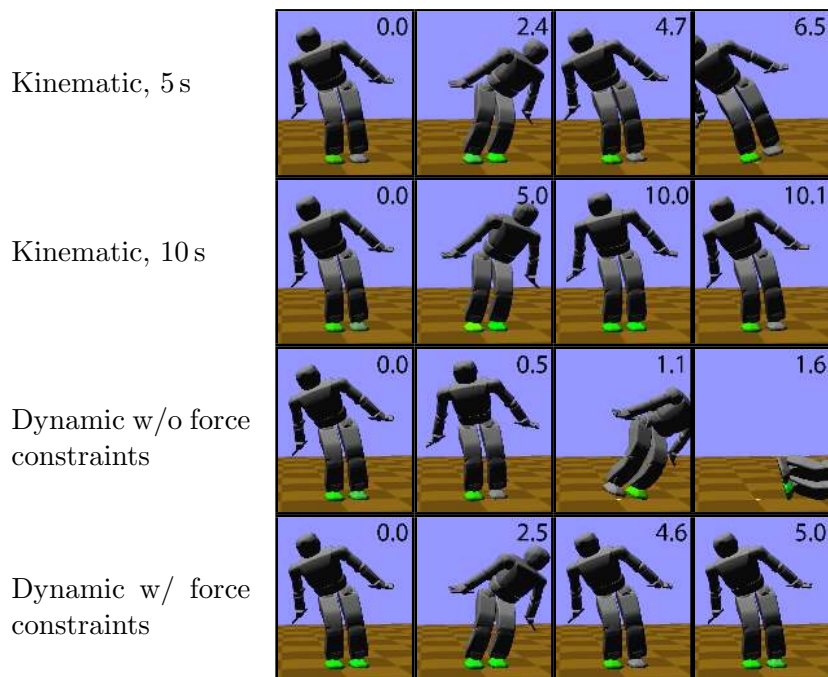 0.0 2.4 4.7 6.5
Kinematic, 5 s
0.0 5.0 10.0 10.1
Kinematic, 10 s
0.0 0.5 1.1 1.6
Dynamic w/o force
constraints
0.0 2.5 4.6 5.0
Dynamic w/ force
constraints